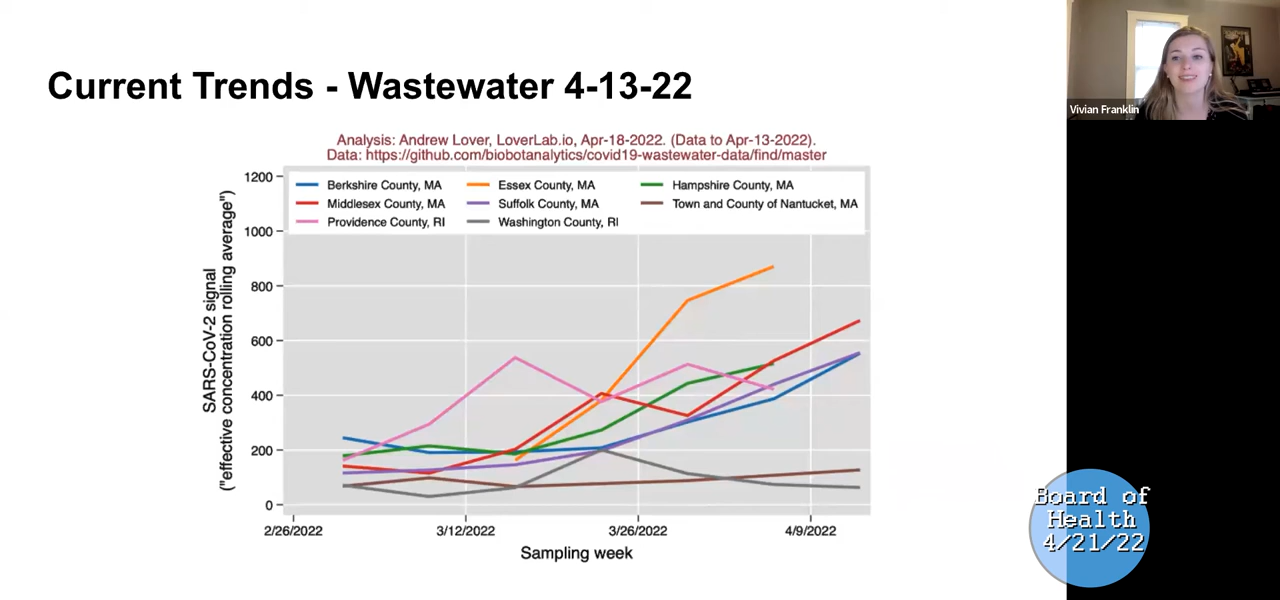 Vivian Franklin
Current Trends - Wastewater 4-13-22
Analysis: Andrew Lover, LoverLab.io, Apr-18-2022. (Data to Apr-13-2022).
Data: https://github.com/biobotanalytics/covid19-wastewater-data/find/master
Berkshire County, MA
Essex County, MA
Hampshire County, MA
Middlesex County, MA
Suffolk County, MA
Town and County of Nantucket, MA
Providence County, RI
Washington County, RI
SARS-CoV-2 signal
("effective concentration rolling average")
1200
1000
800
600
400
200
0
2/26/2022
3/12/2022
3/26/2022
4/9/2022
Sampling week
Board of
Health
4/21/22